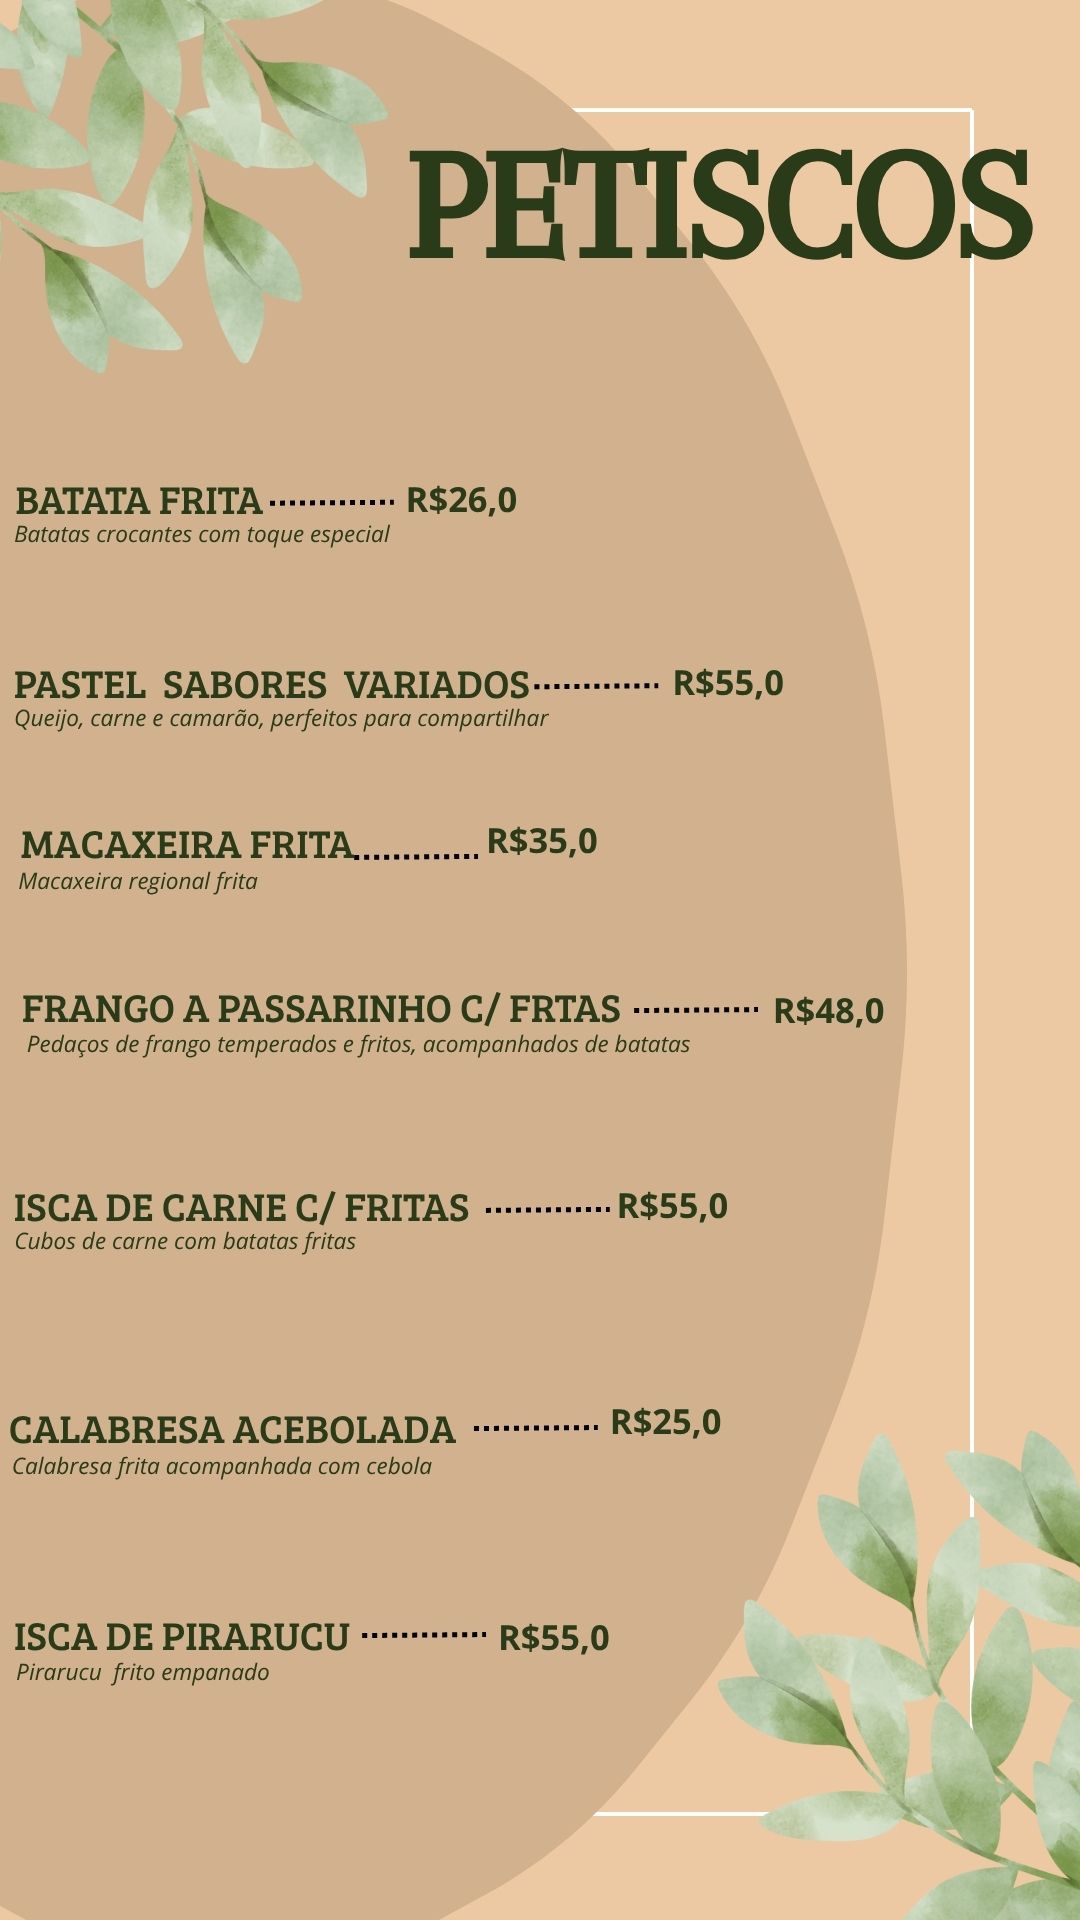 PETISCOS
BATATA FRITA ............ R$26,0
Batatas crocantes com toque especial
PASTEL SABORES VARIADOS ............ R$55,0
Queijo, carne e camarão, perfeitos para compartilhar
MACAXEIRA FRITA ............ R$35,0
Macaxeira regional frita
FRANGO A PASSARINHO C/ FRTAS ............ R$48,0
Pedaços de frango temperados e fritos, acompanhados de batatas
ISCA DE CARNE C/ FRITAS ............ R$55,0
Cubos de carne com batatas fritas
CALABRESA ACEBOLADA ............ R$25,0
Calabresa frita acompanhada com cebola
ISCA DE PIRARUCU ............ R$55,0
Pirarucu frito empanado